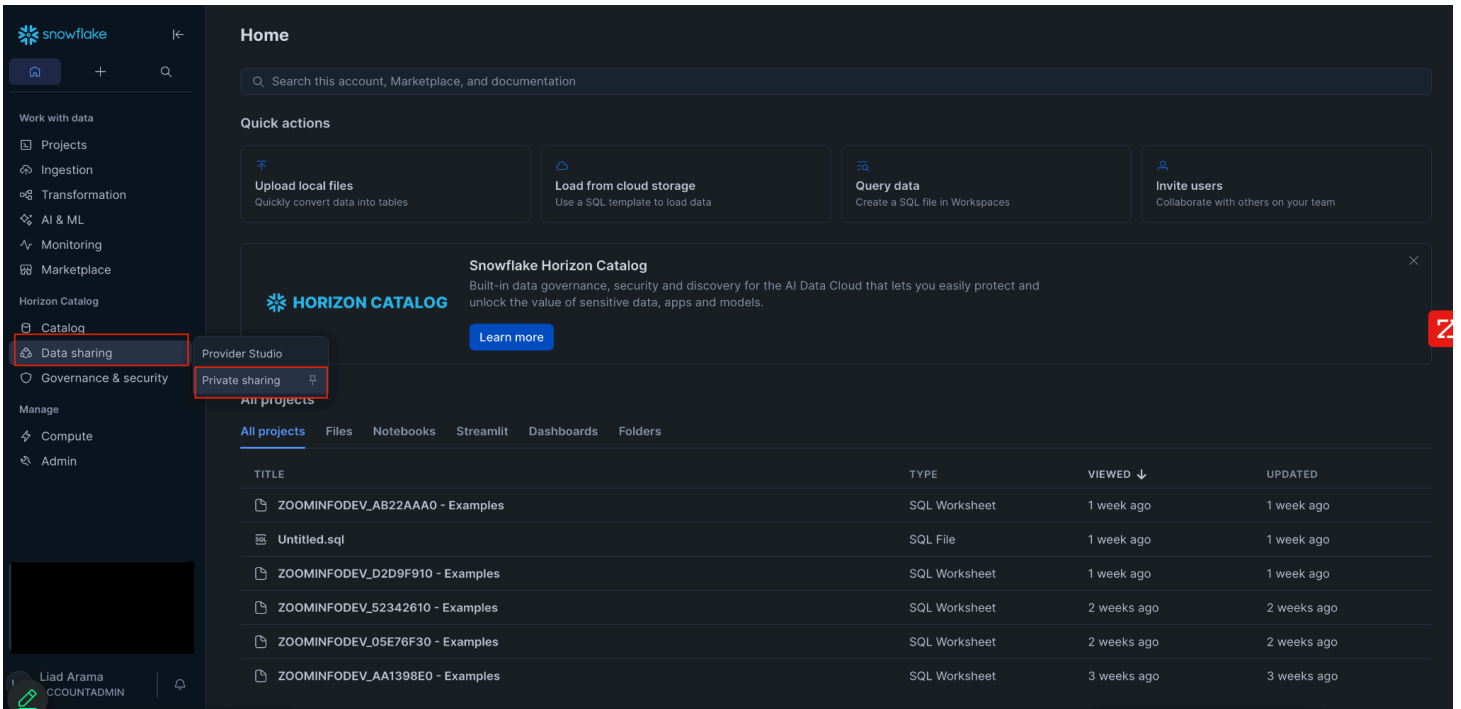 snowflake
Home
Search this account, Marketplace, and documentation
Work with data
Projects
Ingestion
Transformation
AI & ML
Monitoring
Marketplace
Horizon Catalog
Catalog
Data sharing
Governance & security
Manage
Compute
Admin
Provider Studio
Private sharing
Liad Arama
CCOUNTADMIN
Quick actions
Upload local files
Quickly convert data into tables
Load from cloud storage
Use a SQL template to load data
Query data
Create a SQL file in Workspaces
Invite users
Collaborate with others on your team
HORIZON CATALOG
Snowflake Horizon Catalog
Built-in data governance, security and discovery for the AI Data Cloud that lets you easily protect and
unlock the value of sensitive data, apps and models.
Learn more
All projects
All projects Files Notebooks Streamlit Dashboards Folders
TITLE TYPE VIEWED UPDATED
ZOOMINFODEV_AB22AAA0 - Examples SQL Worksheet 1 week ago 1 week ago
SQL Untitled.sql SQL File 1 week ago 1 week ago
ZOOMINFODEV_D2D9F910 - Examples SQL Worksheet 1 week ago 1 week ago
ZOOMINFODEV_52342610 - Examples SQL Worksheet 2 weeks ago 2 weeks ago
ZOOMINFODEV_05E76F30 - Examples SQL Worksheet 2 weeks ago 2 weeks ago
ZOOMINFODEV_AA1398E0 - Examples SQL Worksheet 3 weeks ago 3 weeks ago